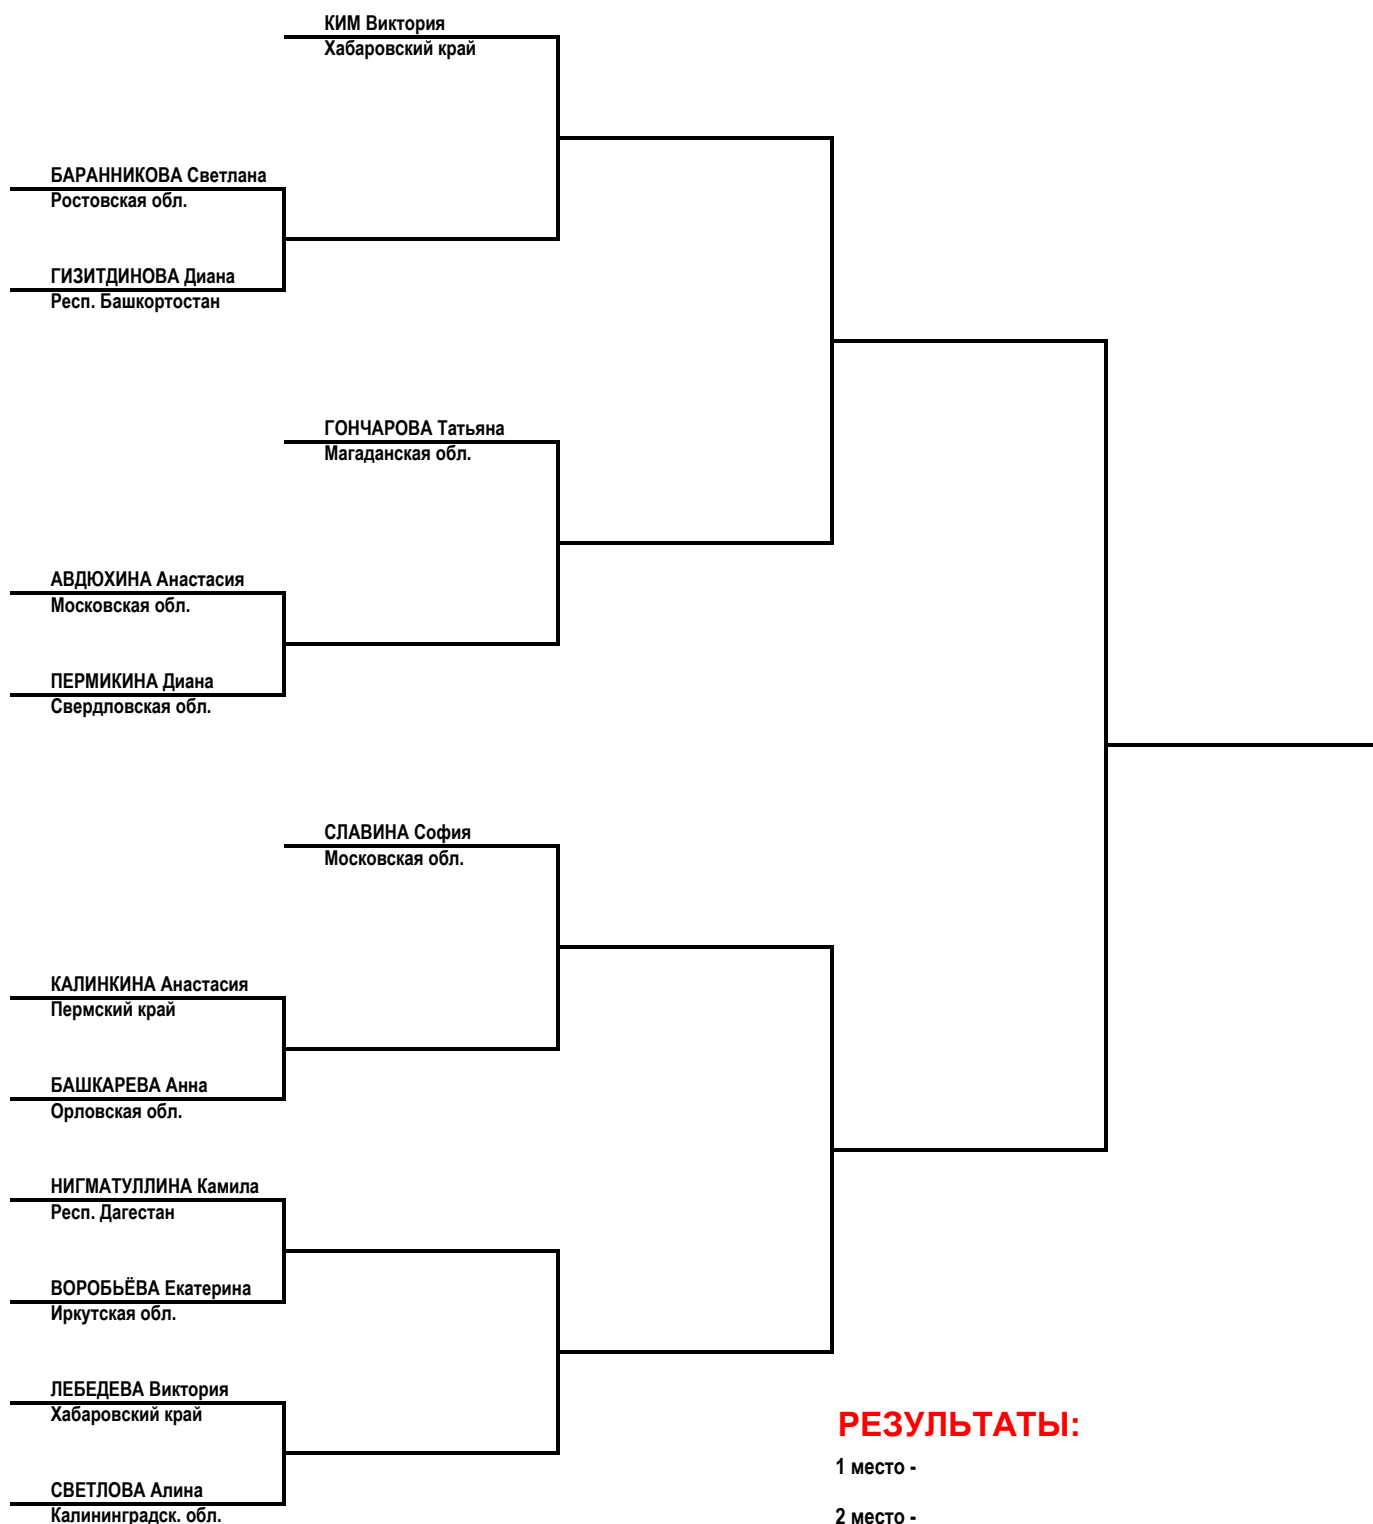 КИМ Виктория
Хабаровский край
БАРАННИКОВА Светлана
Ростовская обл.
ГИЗИТДИНОВА Диана
Респ. Башкортостан
ГОНЧАРОВА Татьяна
Магаданская обл.
АВДЮХИНА Анастасия
Московская обл.
ПЕРМИКИНА Диана
Свердловская обл.
СЛАВИНА София
Московская обл.
КАЛИНКИНА Анастасия
Пермский край
БАШКАРЕВА Анна
Орловская обл.
НИГМАТУЛЛИНА Камила
Респ. Дагестан
ВОРОБЬЁВА Екатерина
Иркутская обл.
ЛЕБЕДЕВА Виктория
Хабаровский край
СВЕТЛОВА Алина
Калининградск. обл.
РЕЗУЛЬТАТЫ:
1 место -
2 место -